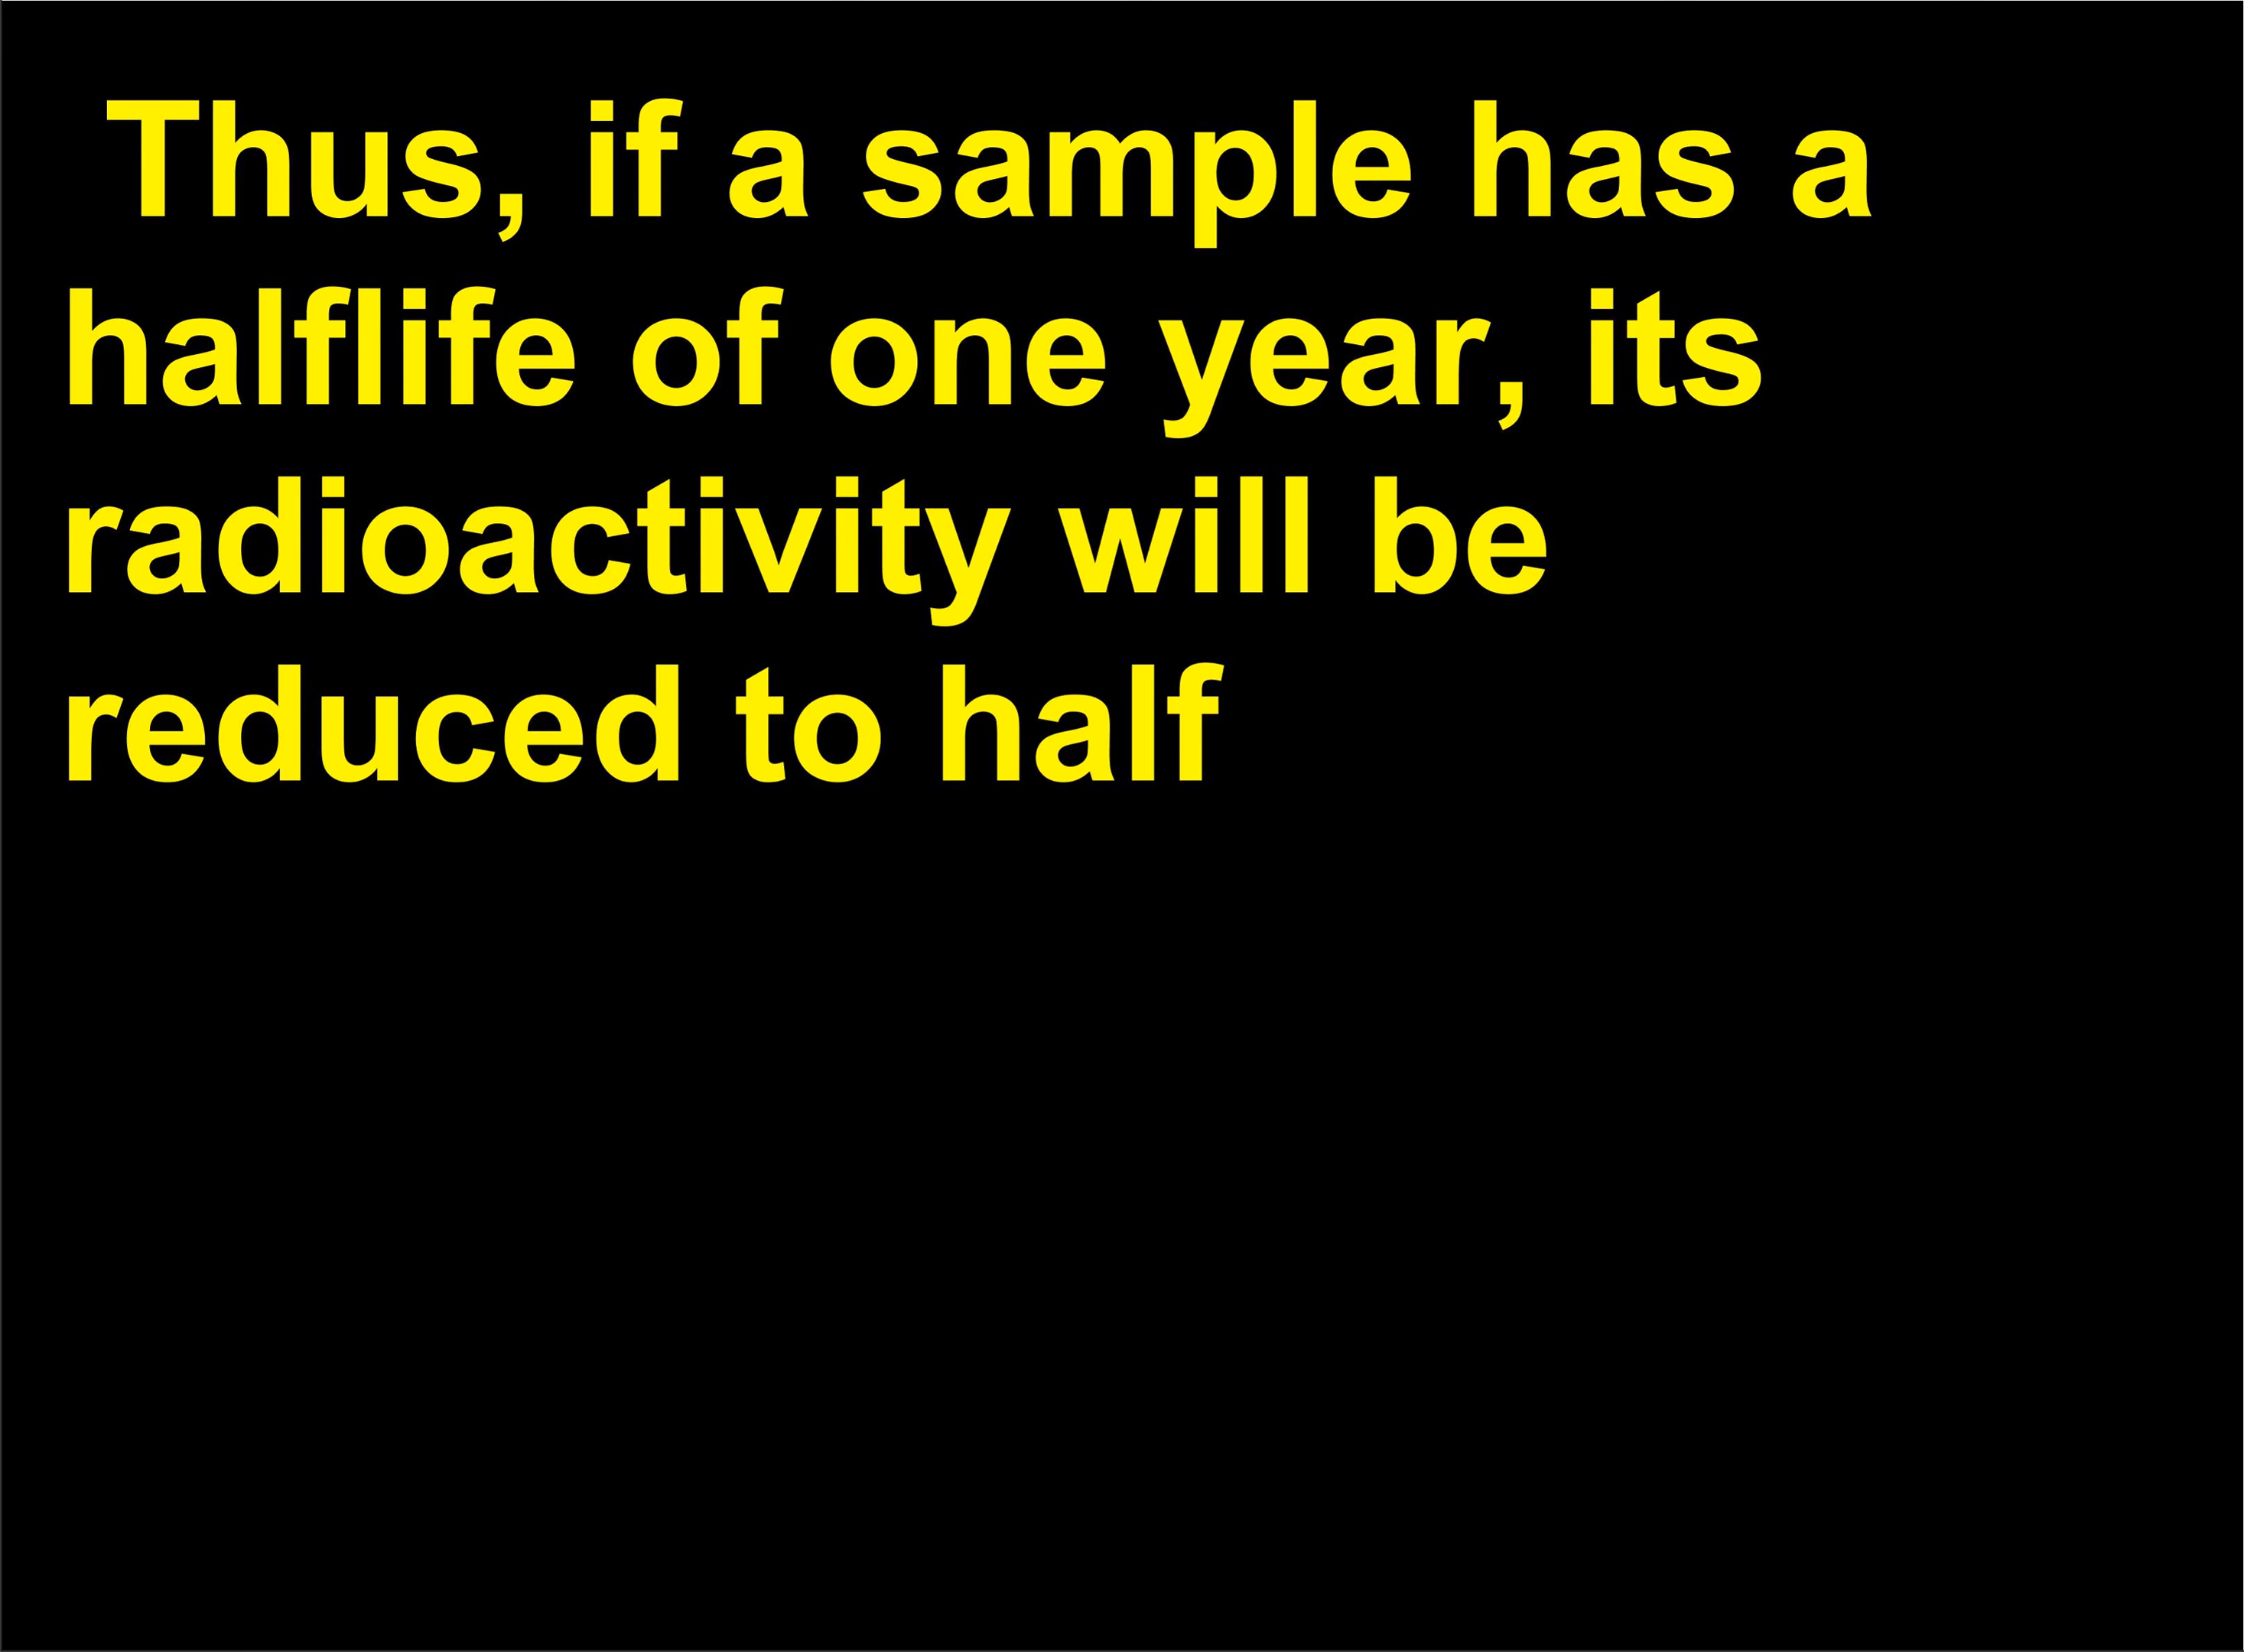 Thus, if a sample has a
halflife of one year, its
radioactivity will be
reduced to half